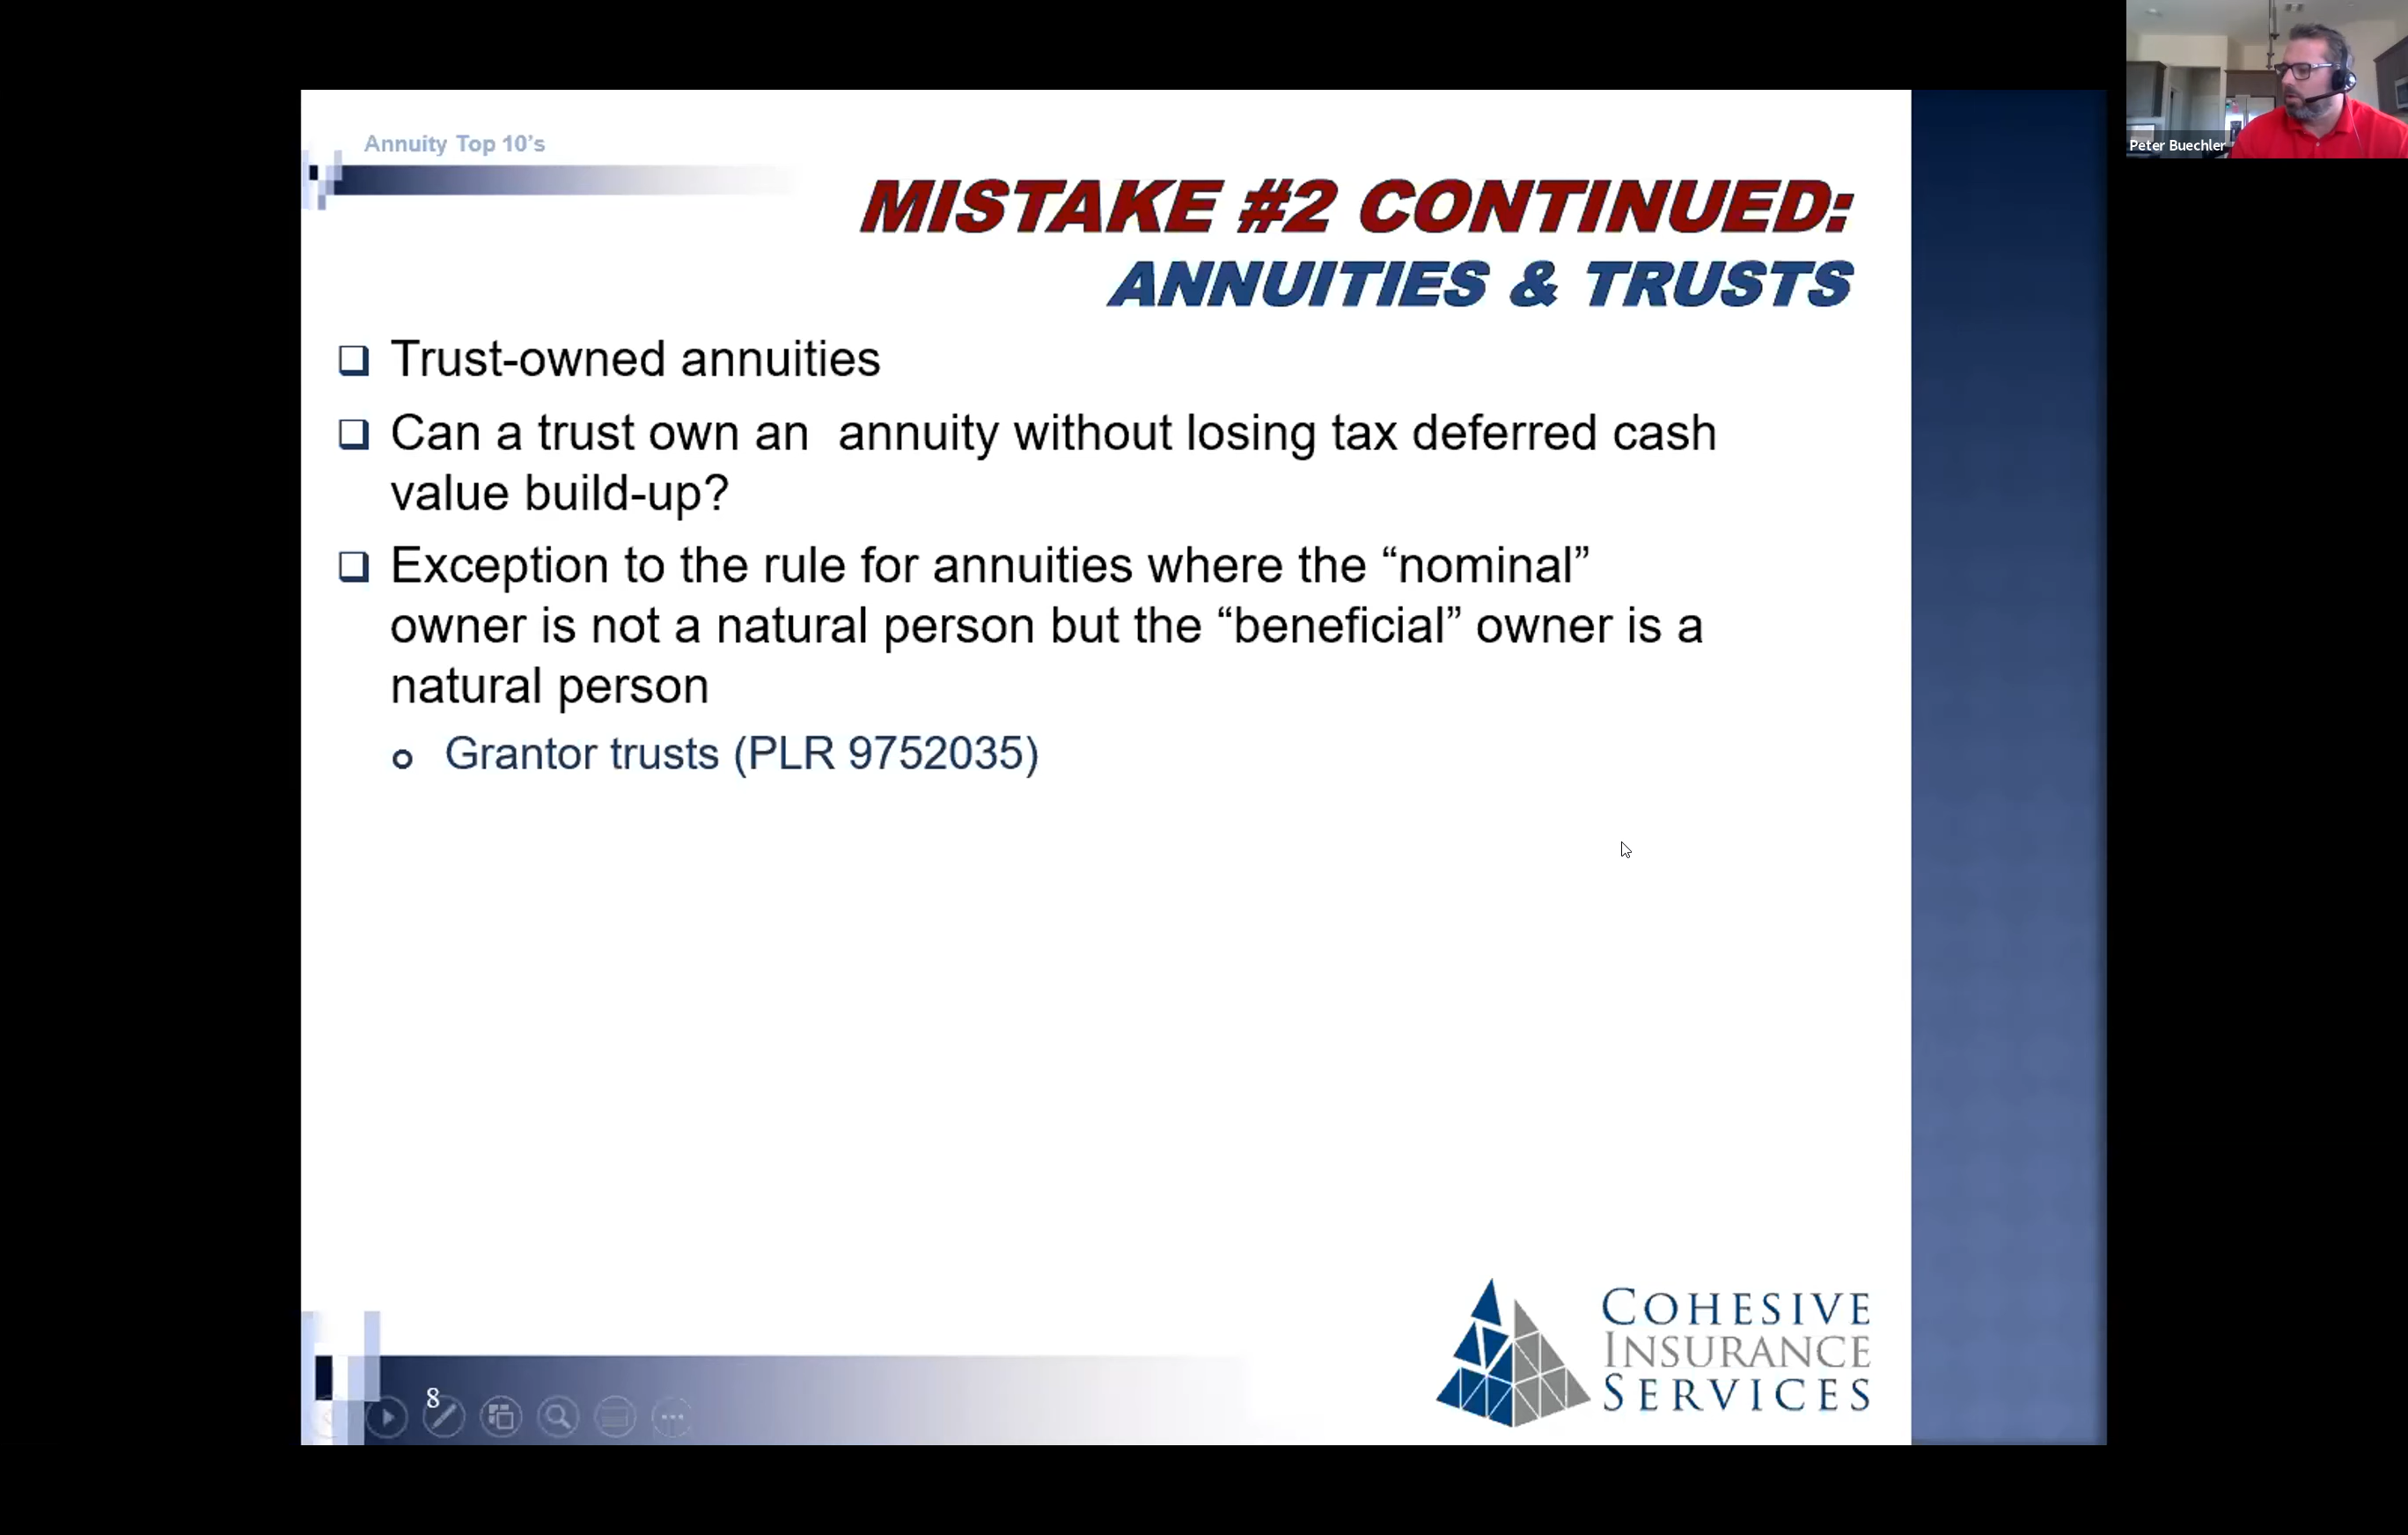 Peter Buechler
Annuity Top 10’s
MISTAKE #2 CONTINUED:
ANNUITIES & TRUSTS
Trust-owned annuities
Can a trust own an  annuity without losing tax deferred cash
value build-up?
Exception to the rule for annuities where the “nominal”
owner is not a natural person but the “beneficial” owner is a
natural person
Grantor trusts (PLR 9752035)
COHESIVE
INSURANCE
SERVICES
8